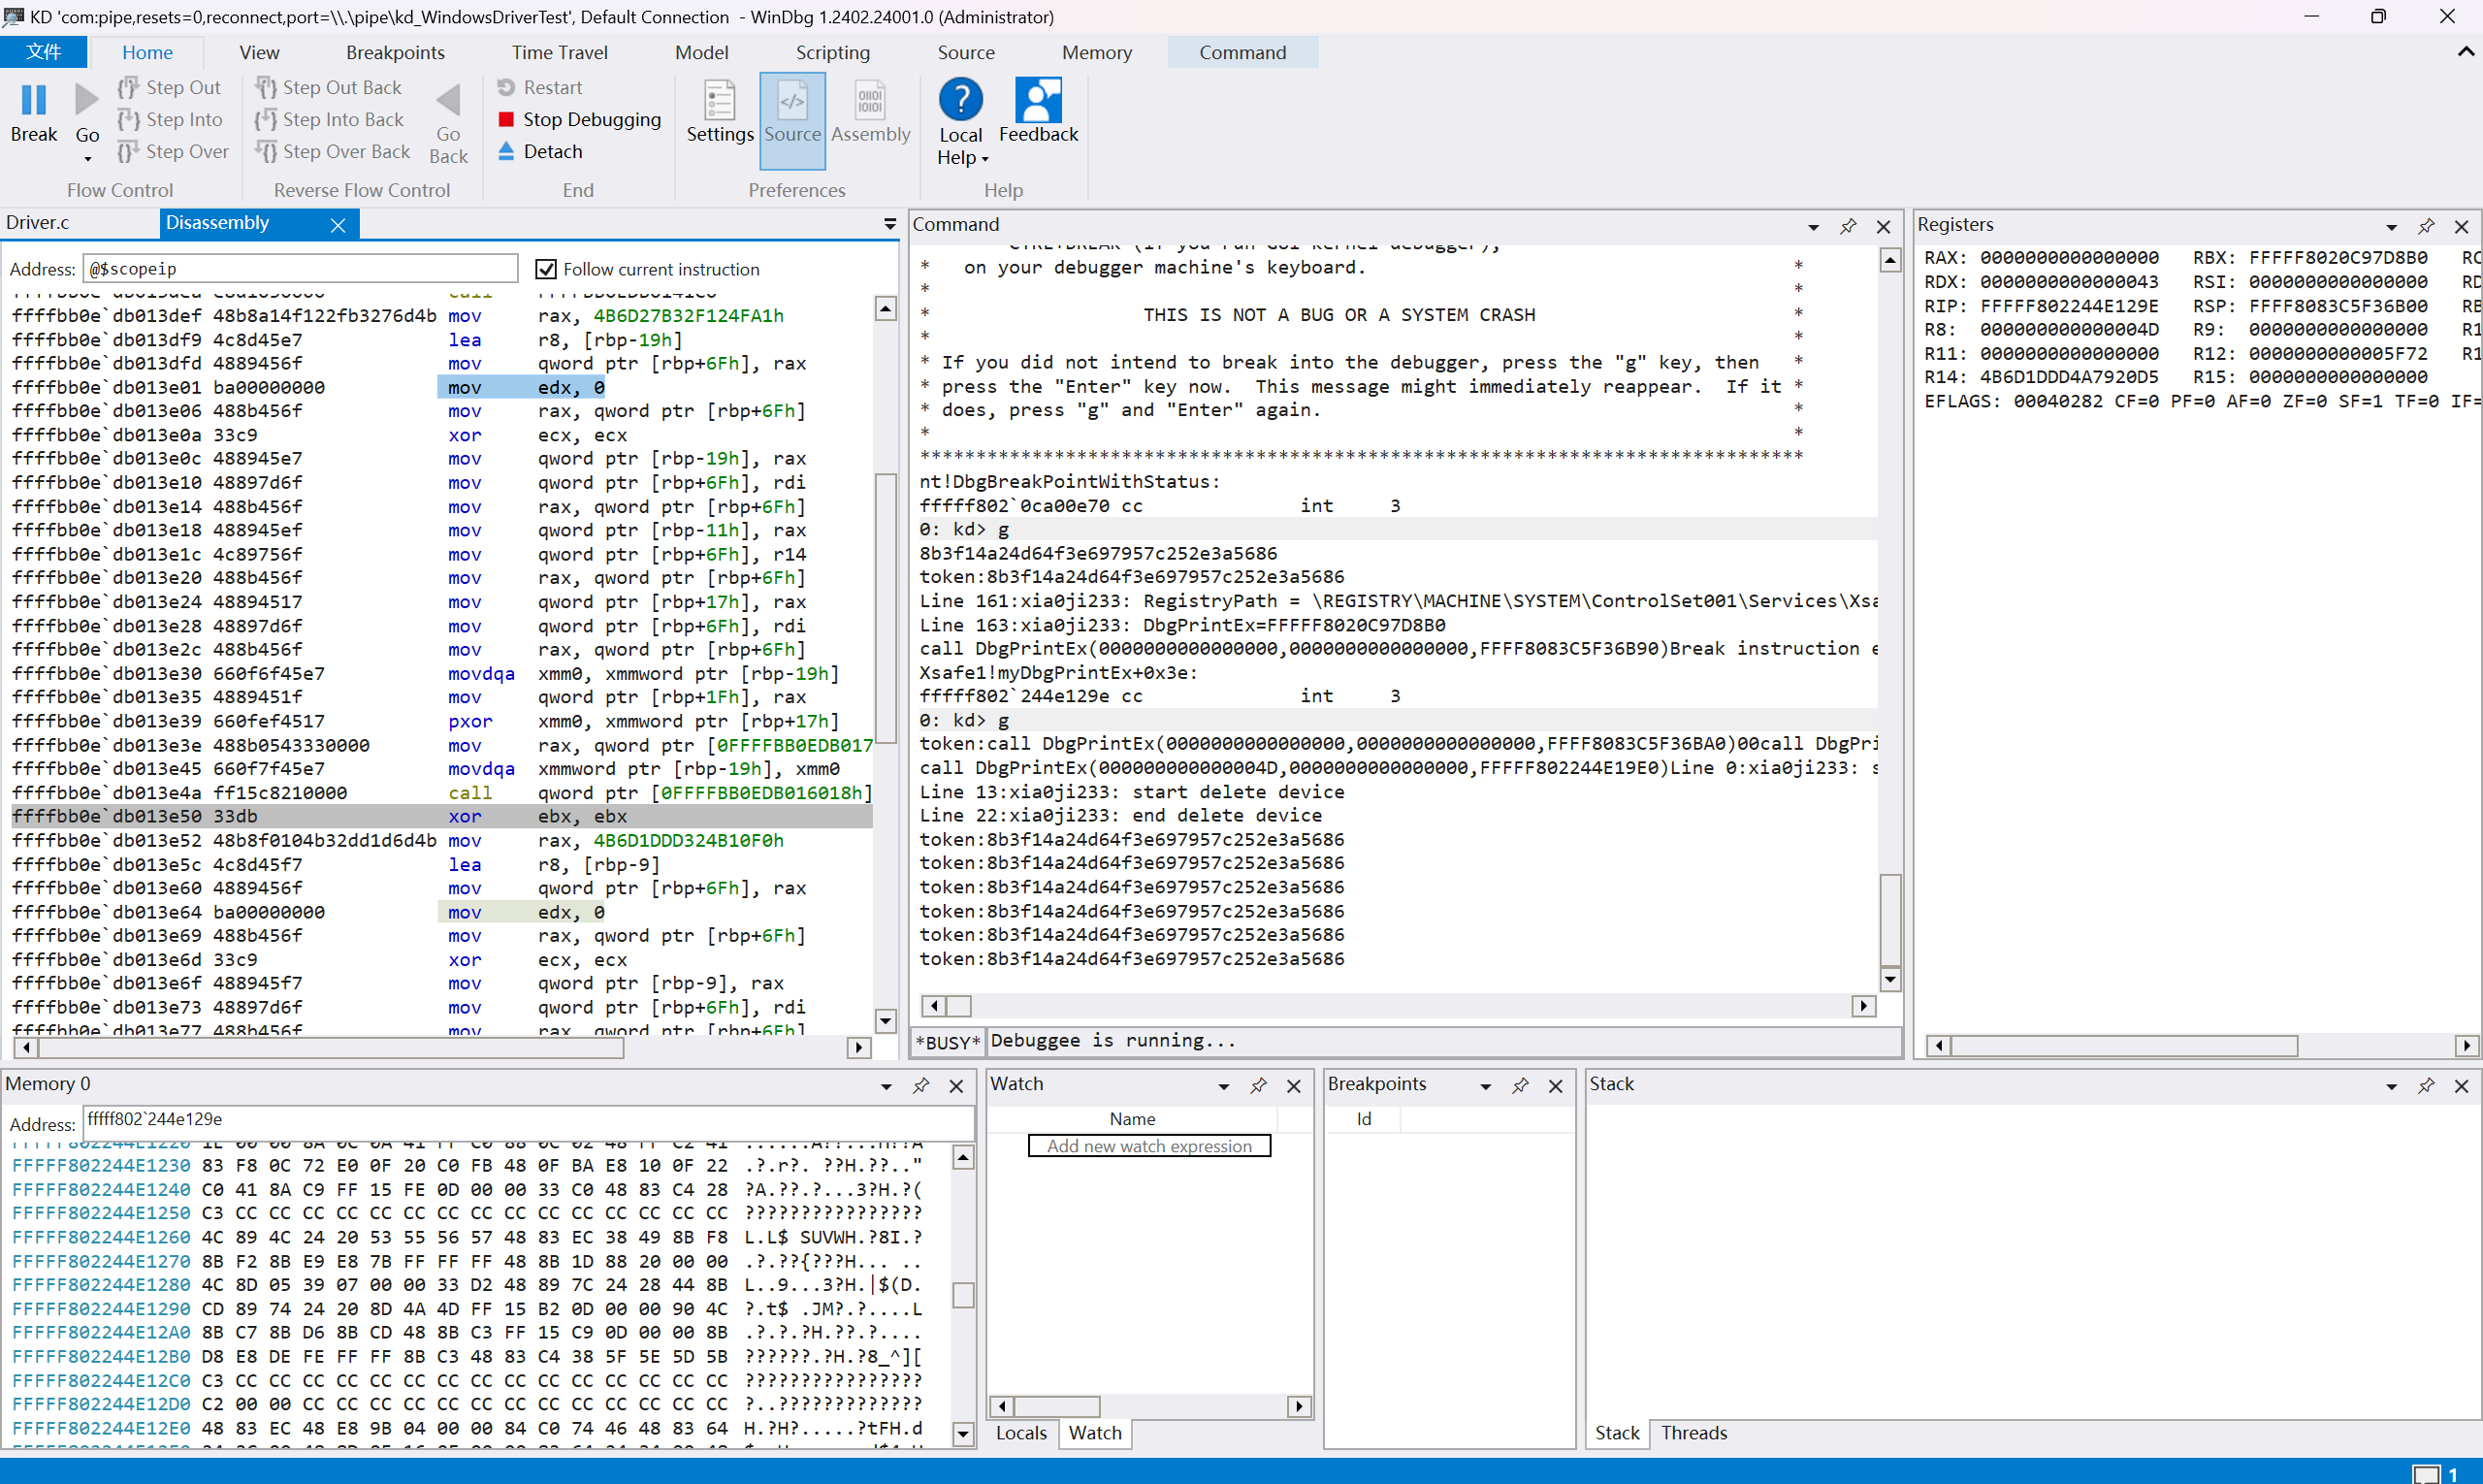 KD 'com:pipe,resets=0,reconnect,port=\\.\pipe\kd_WindowsDriverTest', Default Connection - WinDbg 1.2402.24001.0 (Administrator)
文件 Home View Breakpoints Time Travel Model Scripting Source Memory Command
Break
Go
Step Out
Step Into
Step Over
Flow Control
Step Out Back
Step Into Back
Step Over Back
Go Back
Reverse Flow Control
Restart
Stop Debugging
Detach
End
Settings
Source
Assembly
Preferences
Local Help
Feedback
Help
Driver.c Disassembly
Address: @$scopeip Follow current instruction
ffffbb0e`db013def 48b8a14f122fb3276d4b mov rax, 4B6D27B32F124FA1h
ffffbb0e`db013df9 4c8d45e7 lea r8, [rbp-19h]
ffffbb0e`db013dfd 4889456f mov qword ptr [rbp+6Fh], rax
ffffbb0e`db013e01 ba00000000 mov edx, 0
ffffbb0e`db013e06 488b456f mov rax, qword ptr [rbp+6Fh]
ffffbb0e`db013e0a 33c9 xor ecx, ecx
ffffbb0e`db013e0c 488945e7 mov qword ptr [rbp-19h], rax
ffffbb0e`db013e10 48897d6f mov qword ptr [rbp+6Fh], rdi
ffffbb0e`db013e14 488b456f mov rax, qword ptr [rbp+6Fh]
ffffbb0e`db013e18 488945ef mov qword ptr [rbp-11h], rax
ffffbb0e`db013e1c 4c89756f mov qword ptr [rbp+6Fh], r14
ffffbb0e`db013e20 488b456f mov rax, qword ptr [rbp+6Fh]
ffffbb0e`db013e24 48894517 mov qword ptr [rbp+17h], rax
ffffbb0e`db013e28 48897d6f mov qword ptr [rbp+6Fh], rdi
ffffbb0e`db013e2c 488b456f mov rax, qword ptr [rbp+6Fh]
ffffbb0e`db013e30 660f6f45e7 movdqa xmm0, xmmword ptr [rbp-19h]
ffffbb0e`db013e35 4889451f mov qword ptr [rbp+1Fh], rax
ffffbb0e`db013e39 660fef4517 pxor xmm0, xmmword ptr [rbp+17h]
ffffbb0e`db013e3e 488b0543330000 mov rax, qword ptr [0FFFFBB0EDB017
ffffbb0e`db013e45 660f7f45e7 movdqa xmmword ptr [rbp-19h], xmm0
ffffbb0e`db013e4a ff15c8210000 call qword ptr [0FFFFBB0EDB016018h]
ffffbb0e`db013e50 33db xor ebx, ebx
ffffbb0e`db013e52 48b8f0104b32dd1d6d4b mov rax, 4B6D1DDD324B10F0h
ffffbb0e`db013e5c 4c8d45f7 lea r8, [rbp-9]
ffffbb0e`db013e60 4889456f mov qword ptr [rbp+6Fh], rax
ffffbb0e`db013e64 ba00000000 mov edx, 0
ffffbb0e`db013e69 488b456f mov rax, qword ptr [rbp+6Fh]
ffffbb0e`db013e6d 33c9 xor ecx, ecx
ffffbb0e`db013e6f 488945f7 mov qword ptr [rbp-9], rax
ffffbb0e`db013e73 48897d6f mov qword ptr [rbp+6Fh], rdi
ffffbb0e`db013e77 488b456f mov rax, qword ptr [rbp+6Fh]
Command
* on your debugger machine's keyboard. *
* *
* THIS IS NOT A BUG OR A SYSTEM CRASH *
* *
* If you did not intend to break into the debugger, press the "g" key, then *
* press the "Enter" key now. This message might immediately reappear. If it *
* does, press "g" and "Enter" again. *
* *
*******************************************************************************
nt!DbgBreakPointWithStatus:
fffff802`0ca00e70 cc int 3
0: kd> g
8b3f14a24d64f3e697957c252e3a5686
token:8b3f14a24d64f3e697957c252e3a5686
Line 161:xia0ji233: RegistryPath = \REGISTRY\MACHINE\SYSTEM\ControlSet001\Services\Xsa
Line 163:xia0ji233: DbgPrintEx=FFFFF8020C97D8B0
call DbgPrintEx(0000000000000000,0000000000000000,FFFF8083C5F36B90)Break instruction e
Xsafe1!myDbgPrintEx+0x3e:
fffff802`244e129e cc int 3
0: kd> g
token:call DbgPrintEx(0000000000000000,0000000000000000,FFFF8083C5F36BA0)00call DbgPri
call DbgPrintEx(000000000000004D,0000000000000000,FFFFF802244E19E0)Line 0:xia0ji233: s
Line 13:xia0ji233: start delete device
Line 22:xia0ji233: end delete device
token:8b3f14a24d64f3e697957c252e3a5686
token:8b3f14a24d64f3e697957c252e3a5686
token:8b3f14a24d64f3e697957c252e3a5686
token:8b3f14a24d64f3e697957c252e3a5686
token:8b3f14a24d64f3e697957c252e3a5686
token:8b3f14a24d64f3e697957c252e3a5686
*BUSY* Debuggee is running...
Registers
RAX: 0000000000000000 RBX: FFFFF8020C97D8B0 RC
RDX: 0000000000000043 RSI: 0000000000000000 RD
RIP: FFFFF802244E129E RSP: FFFF8083C5F36B00 RB
R8: 000000000000004D R9: 0000000000000000 R1
R11: 0000000000000000 R12: 0000000000005F72 R1
R14: 4B6D1DDD4A7920D5 R15: 0000000000000000
EFLAGS: 00040282 CF=0 PF=0 AF=0 ZF=0 SF=1 TF=0 IF=
Memory 0
Address: fffff802`244e129e
FFFFF802244E1230 83 F8 0C 72 E0 0F 20 C0 FB 48 0F BA E8 10 0F 22 .?.r?. ??H.??.."
FFFFF802244E1240 C0 41 8A C9 FF 15 FE 0D 00 00 33 C0 48 83 C4 28 ?A.??.?...3?H.?(
FFFFF802244E1250 C3 CC CC CC CC CC CC CC CC CC CC CC CC CC CC CC ????????????????
FFFFF802244E1260 4C 89 4C 24 20 53 55 56 57 48 83 EC 38 49 8B F8 L.L$ SUVWH.?8I.?
FFFFF802244E1270 8B F2 8B E9 E8 7B FF FF FF 48 8B 1D 88 20 00 00 .?.??{???H... ..
FFFFF802244E1280 4C 8D 05 39 07 00 00 33 D2 48 89 7C 24 28 44 8B L..9...3?H.|$(D.
FFFFF802244E1290 CD 89 74 24 20 8D 4A 4D FF 15 B2 0D 00 00 90 4C ?.t$ .JM?.?....L
FFFFF802244E12A0 8B C7 8B D6 8B CD 48 8B C3 FF 15 C9 0D 00 00 8B .?.?.?H.??.?....
FFFFF802244E12B0 D8 E8 DE FE FF FF 8B C3 48 83 C4 38 5F 5E 5D 5B ??????.?H.?8_^][
FFFFF802244E12C0 C3 CC CC CC CC CC CC CC CC CC CC CC CC CC CC CC ????????????????
FFFFF802244E12D0 C2 00 00 CC CC CC CC CC CC CC CC CC CC CC CC CC ?..?????????????
FFFFF802244E12E0 48 83 EC 48 E8 9B 04 00 00 84 C0 74 46 48 83 64 H.?H?.....?tFH.d
Watch
Name
Add new watch expression
Locals Watch
Breakpoints
Id
Stack
Stack Threads
1